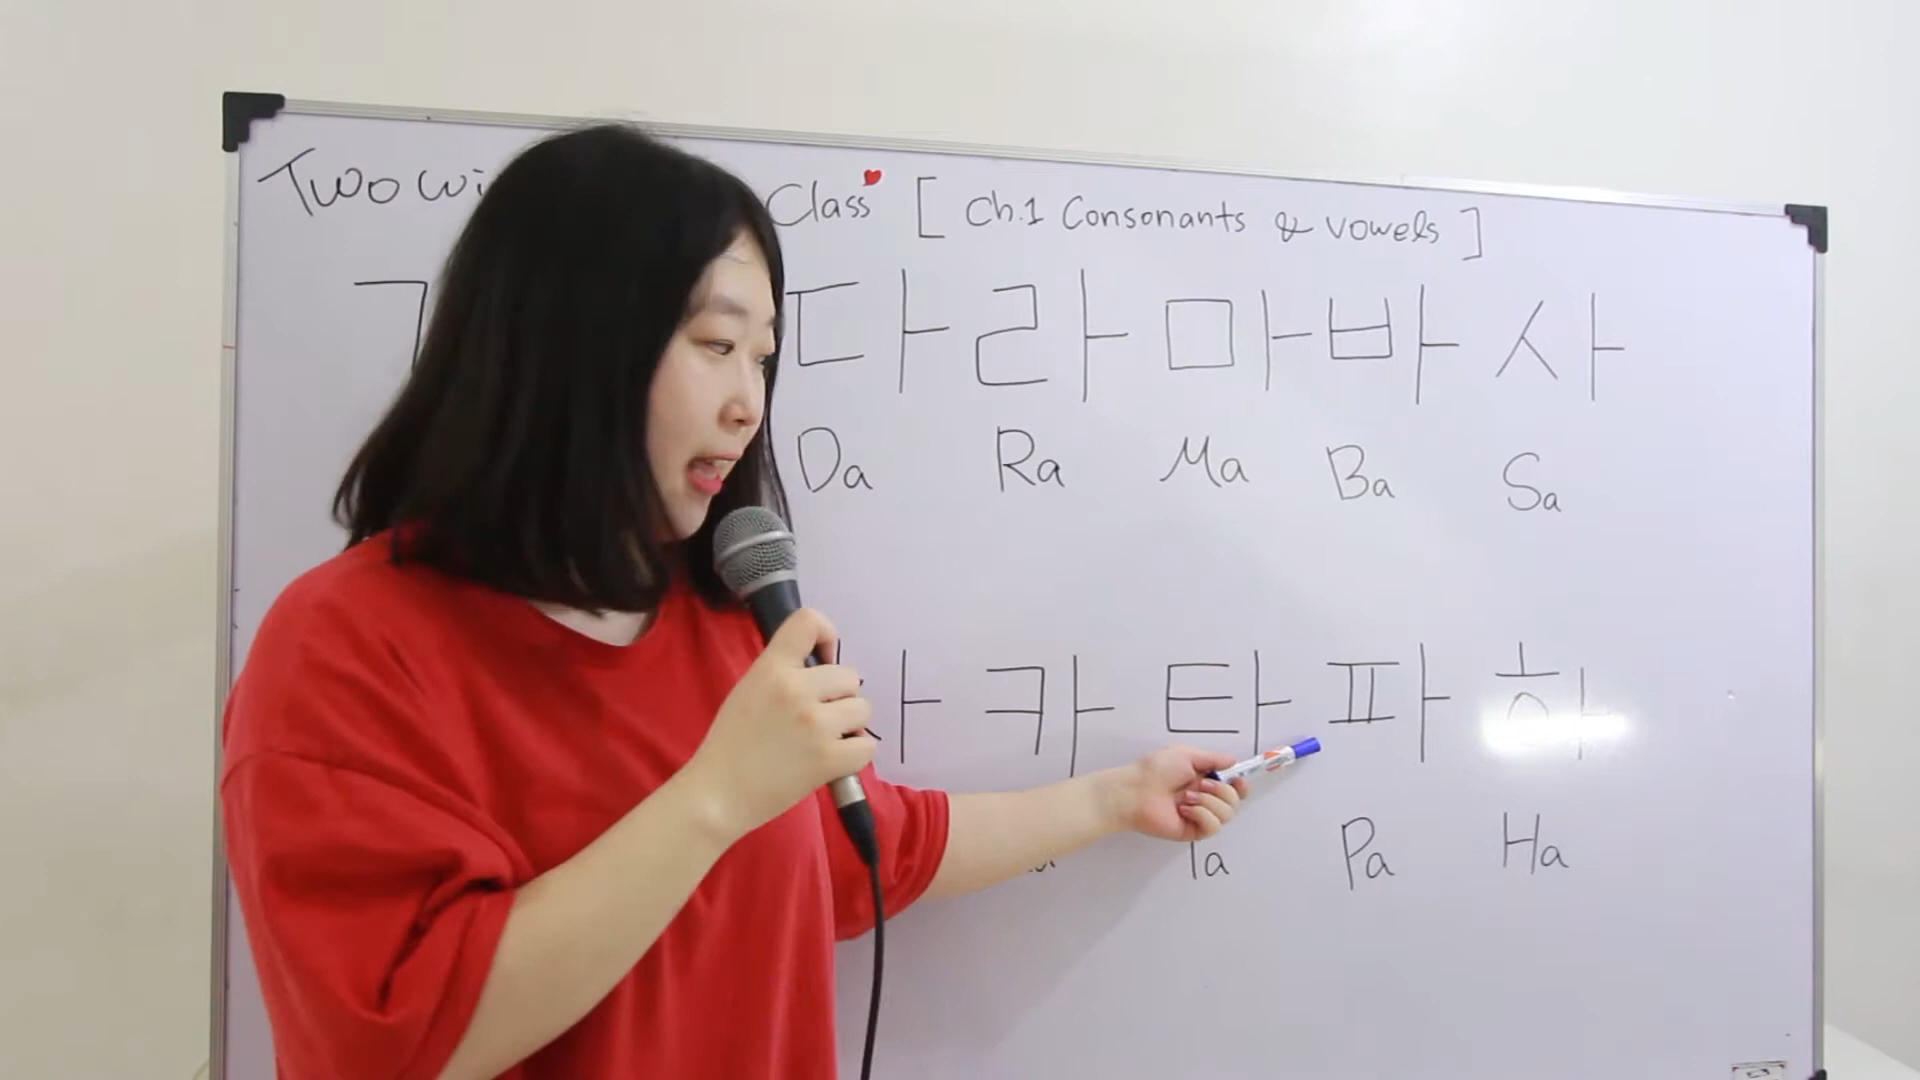 Two Class [ Ch.1 Consonants & vowels ]
다 라 마 바 사
Da Ra Ma Ba Sa
카 타 파 하
Ta Pa Ha